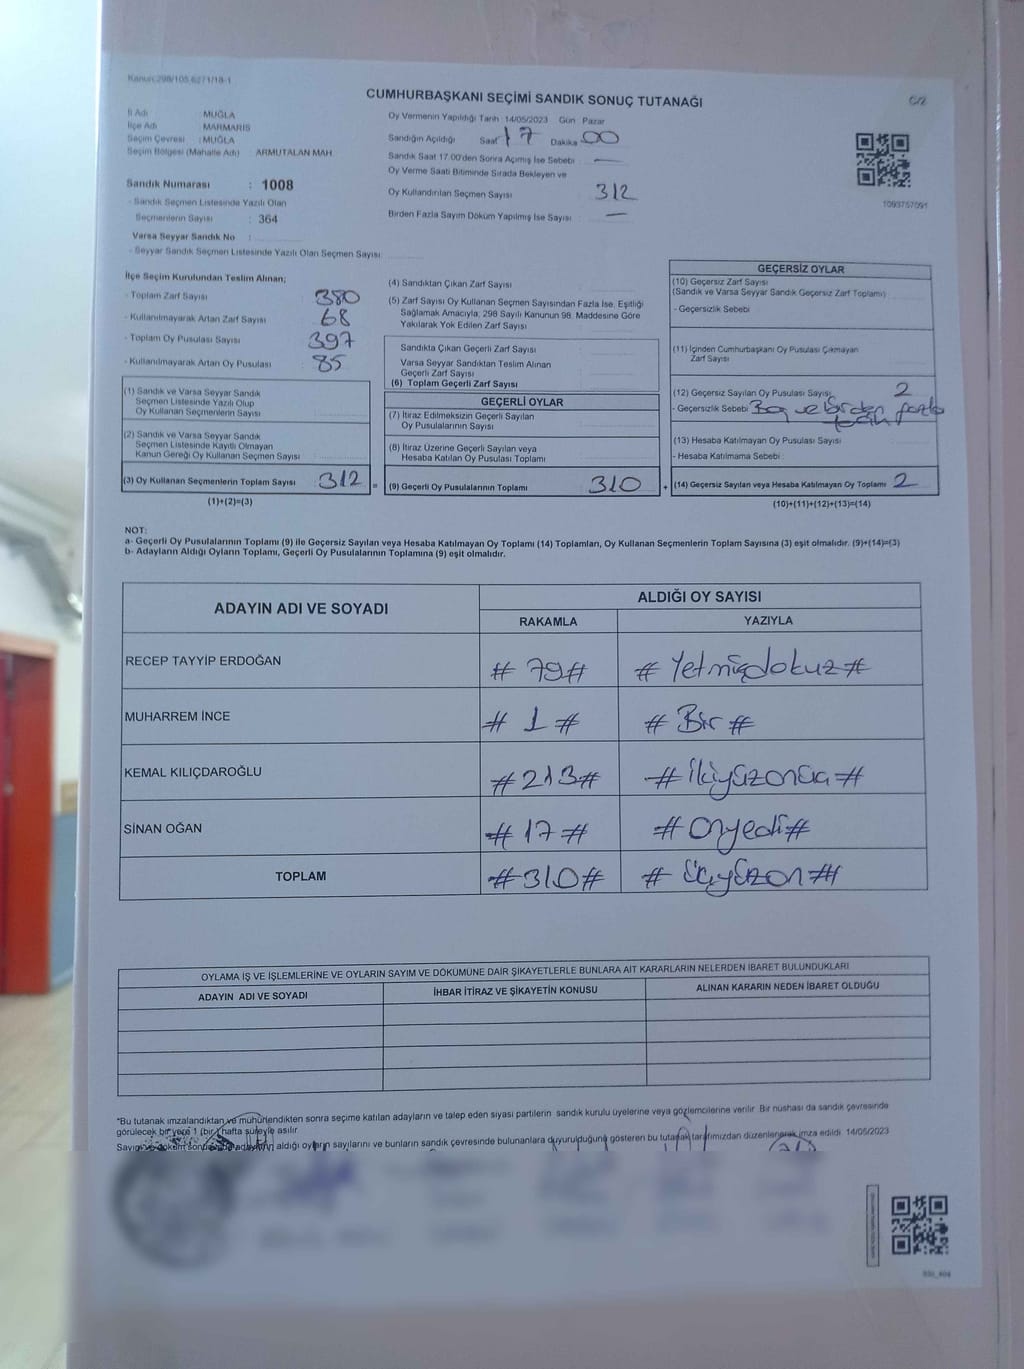 Kanun:298/105.6271/18-1
CUMHURBAŞKANI SEÇİMİ SANDIK SONUÇ TUTANAĞI
C/2
İl Adı : MUĞLA
İlçe Adı : MARMARİS
Seçim Çevresi : MUĞLA
Seçim Bölgesi (Mahalle Adı) : ARMUTALAN MAH
Sandık Numarası : 1008
- Sandık Seçmen Listesinde Yazılı Olan
Seçmenlerin Sayısı : 364
Varsa Seyyar Sandık No :
- Seyyar Sandık Seçmen Listesinde Yazılı Olan Seçmen Sayısı:
Oy Vermenin Yapıldığı Tarih 14/05/2023 Gün Pazar
Sandığın Açıldığı Saat 17 Dakika 00
Sandık Saat 17.00'den Sonra Açılmış İse Sebebi : —
Oy Verme Saati Bitiminde Sırada Bekleyen ve
Oy Kullandırılan Seçmen Sayısı 312
Birden Fazla Sayım Döküm Yapılmış İse Sayısı : —
1093757091
İlçe Seçim Kurulundan Teslim Alınan;
- Toplam Zarf Sayısı : 380
- Kullanılmayarak Artan Zarf Sayısı : 68
- Toplam Oy Pusulası Sayısı : 397
- Kullanılmayarak Artan Oy Pusulası : 85
(1) Sandık ve Varsa Seyyar Sandık
Seçmen Listesinde Yazılı Olup
Oy Kullanan Seçmenlerin Sayısı :
(2) Sandık ve Varsa Seyyar Sandık
Seçmen Listesinde Kayıtlı Olmayan
Kanun Gereği Oy Kullanan Seçmen Sayısı :
(3) Oy Kullanan Seçmenlerin Toplam Sayısı : 312 =
(1)+(2)=(3)
(4) Sandıktan Çıkan Zarf Sayısı :
(5) Zarf Sayısı Oy Kullanan Seçmen Sayısından Fazla İse, Eşitliği
Sağlamak Amacıyla, 298 Sayılı Kanunun 98. Maddesine Göre
Yakılarak Yok Edilen Zarf Sayısı :
Sandıkta Çıkan Geçerli Zarf Sayısı :
Varsa Seyyar Sandıktan Teslim Alınan
Geçerli Zarf Sayısı :
(6) Toplam Geçerli Zarf Sayısı :
GEÇERLİ OYLAR
(7) İtiraz Edilmeksizin Geçerli Sayılan
Oy Pusulalarının Sayısı :
(8) İtiraz Üzerine Geçerli Sayılan veya
Hesaba Katılan Oy Pusulası Toplamı :
(9) Geçerli Oy Pusulalarının Toplamı : 310 +
GEÇERSİZ OYLAR
(10) Geçersiz Zarf Sayısı
(Sandık ve Varsa Seyyar Sandık Geçersiz Zarf Toplamı) :
- Geçersizlik Sebebi :
(11) İçinden Cumhurbaşkanı Oy Pusulası Çıkmayan
Zarf Sayısı :
(12) Geçersiz Sayılan Oy Pusulası Sayısı : 2
- Geçersizlik Sebebi : Boş ve birden fazla
(13) Hesaba Katılmayan Oy Pusulası Sayısı :
- Hesaba Katılmama Sebebi :
(14) Geçersiz Sayılan veya Hesaba Katılmayan Oy Toplamı : 2
(10)+(11)+(12)+(13)=(14)
NOT:
a- Geçerli Oy Pusulalarının Toplamı (9) ile Geçersiz Sayılan veya Hesaba Katılmayan Oy Toplamı (14) Toplamları, Oy Kullanan Seçmenlerin Toplam Sayısına (3) eşit olmalıdır. (9)+(14)=(3)
b- Adayların Aldığı Oyların Toplamı, Geçerli Oy Pusulalarının Toplamına (9) eşit olmalıdır.
ADAYIN ADI VE SOYADI ALDIĞI OY SAYISI
RAKAMLA YAZIYLA
RECEP TAYYİP ERDOĞAN # 79# # Yetmişdokuz #
MUHARREM İNCE # 1 # # Bir #
KEMAL KILIÇDAROĞLU #213# #ikiyüzonüç#
SİNAN OĞAN # 17 # #Onyedi#
TOPLAM #310# # üçyüzon #
OYLAMA İŞ VE İŞLEMLERİNE VE OYLARIN SAYIM VE DÖKÜMÜNE DAİR ŞİKAYETLERLE BUNLARA AİT KARARLARIN NELERDEN İBARET BULUNDUKLARI
ADAYIN ADI VE SOYADI İHBAR İTİRAZ VE ŞİKAYETİN KONUSU ALINAN KARARIN NEDEN İBARET OLDUĞU
*Bu tutanak imzalandıktan ve mühürlendikten sonra seçime katılan adayların ve talep eden siyasi partilerin sandık kurulu üyelerine veya gözlemcilerine verilir. Bir nüshası da sandık çevresinde
görülecek bir yere 1 (bir) hafta süreyle asılır.
Sayım ve döküm sonunda adayların aldığı oyların sayılarını ve bunların sandık çevresinde bulunanlara duyurulduğunu gösteren bu tutanak tarafımızdan düzenlenerek imza edildi. 14/05/2023